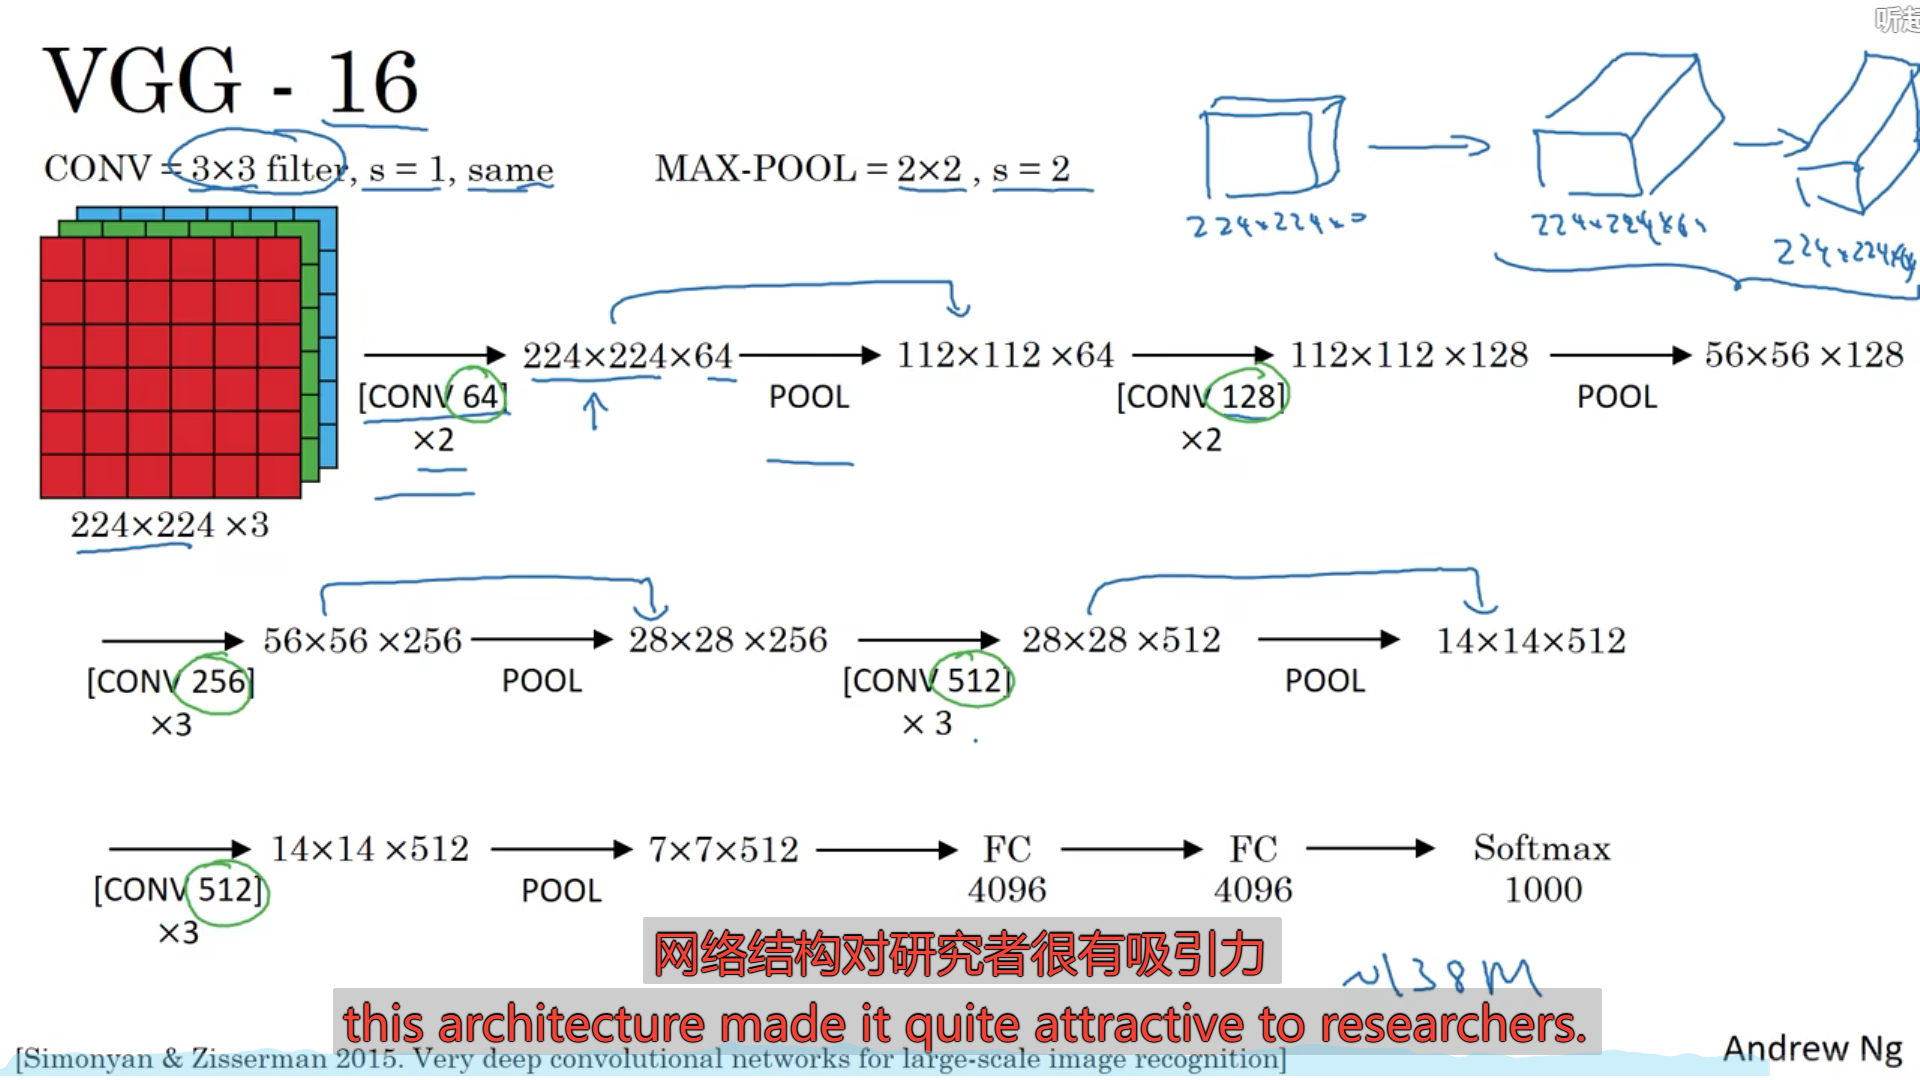 听起
VGG - 16
CONV = 3×3 filter, s = 1, same
MAX-POOL = 2×2 , s = 2
224×224×
224×224×
224×224×64
224×224×64
112×112 ×64
112×112 ×128
56×56 ×128
[CONV 64]
POOL
[CONV 128]
POOL
×2
×2
224×224 ×3
56×56 ×256
28×28 ×256
28×28 ×512
14×14×512
[CONV 256]
POOL
[CONV 512]
POOL
×3
× 3
14×14 ×512
7×7×512
FC
FC
Softmax
[CONV 512]
POOL
4096
4096
1000
×3
网络结构对研究者很有吸引力
~138M
this architecture made it quite attractive to researchers.
[Simonyan & Zisserman 2015. Very deep convolutional networks for large-scale image recognition]
Andrew Ng